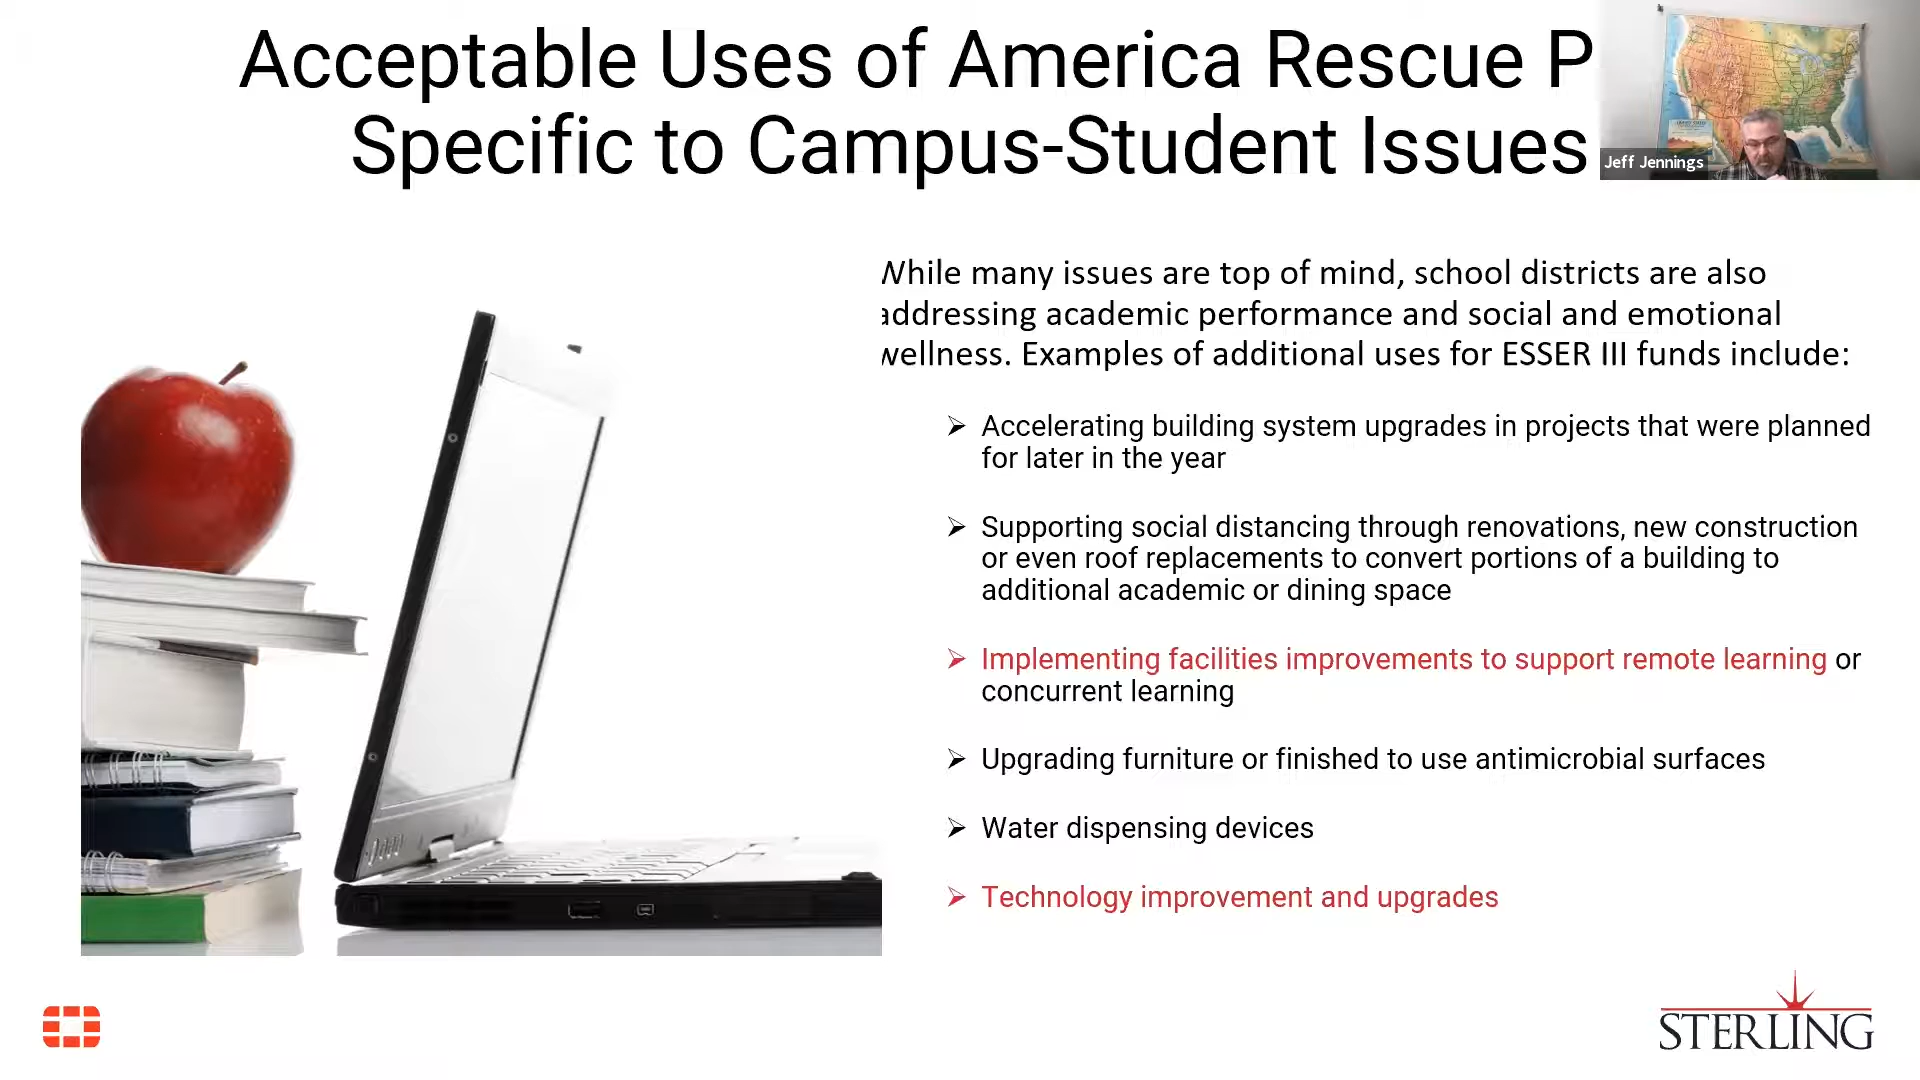 Acceptable Uses of America Rescue P
Specific to Campus-Student Issues
Jeff Jennings
While many issues are top of mind, school districts are also
addressing academic performance and social and emotional
wellness. Examples of additional uses for ESSER III funds include:
➢ Accelerating building system upgrades in projects that were planned
for later in the year
➢ Supporting social distancing through renovations, new construction
or even roof replacements to convert portions of a building to
additional academic or dining space
➢ Implementing facilities improvements to support remote learning or
concurrent learning
➢ Upgrading furniture or finished to use antimicrobial surfaces
➢ Water dispensing devices
➢ Technology improvement and upgrades
STERLING